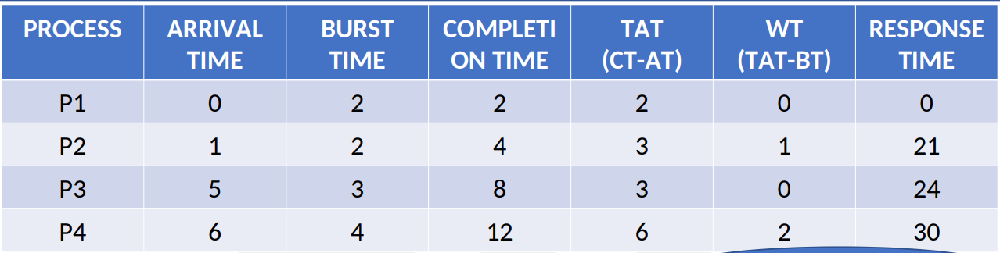 PROCESS ARRIVAL TIME BURST TIME COMPLETI ON TIME TAT (CT-AT) WT (TAT-BT) RESPONSE TIME
P1 0 2 2 2 0 0
P2 1 2 4 3 1 21
P3 5 3 8 3 0 24
P4 6 4 12 6 2 30